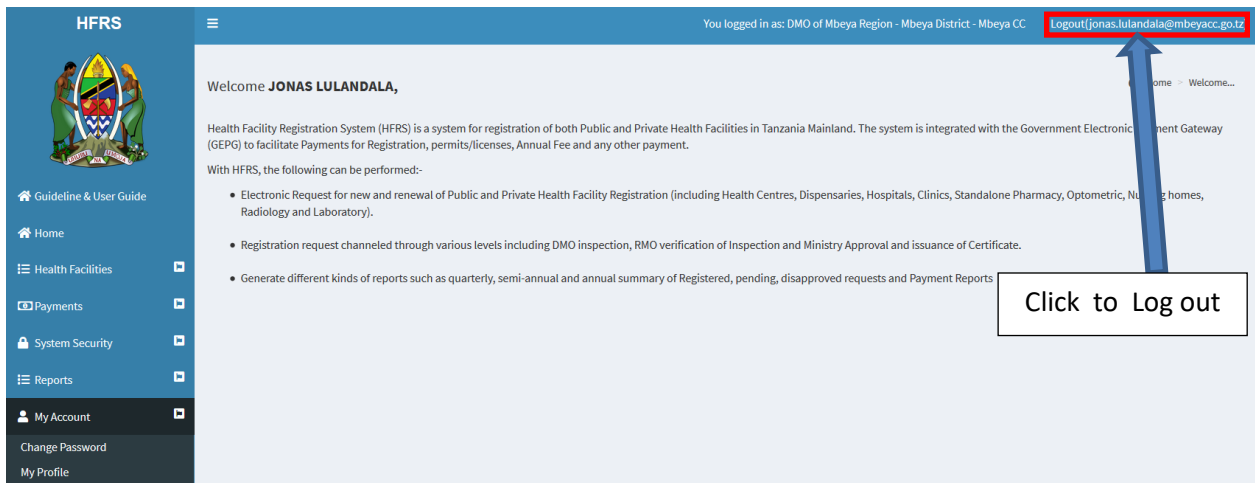 HFRS
You logged in as: DMO of Mbeya Region - Mbeya District - Mbeya CC
Logout(jonas.lulandala@mbeyacc.go.tz
Welcome JONAS LULANDALA,
ome > Welcome...
Health Facility Registration System (HFRS) is a system for registration of both Public and Private Health Facilities in Tanzania Mainland. The system is integrated with the Government Electronic ment Gateway
(GEPG) to facilitate Payments for Registration, permits/licenses, Annual Fee and any other payment.
With HFRS, the following can be performed:-
• Electronic Request for new and renewal of Public and Private Health Facility Registration (including Health Centres, Dispensaries, Hospitals, Clinics, Standalone Pharmacy, Optometric, Nu g homes,
Radiology and Laboratory).
• Registration request channeled through various levels including DMO inspection, RMO verification of Inspection and Ministry Approval and issuance of Certificate.
• Generate different kinds of reports such as quarterly, semi-annual and annual summary of Registered, pending, disapproved requests and Payment Reports
Click to Log out
Guideline & User Guide
Home
Health Facilities
Payments
System Security
Reports
My Account
Change Password
My Profile